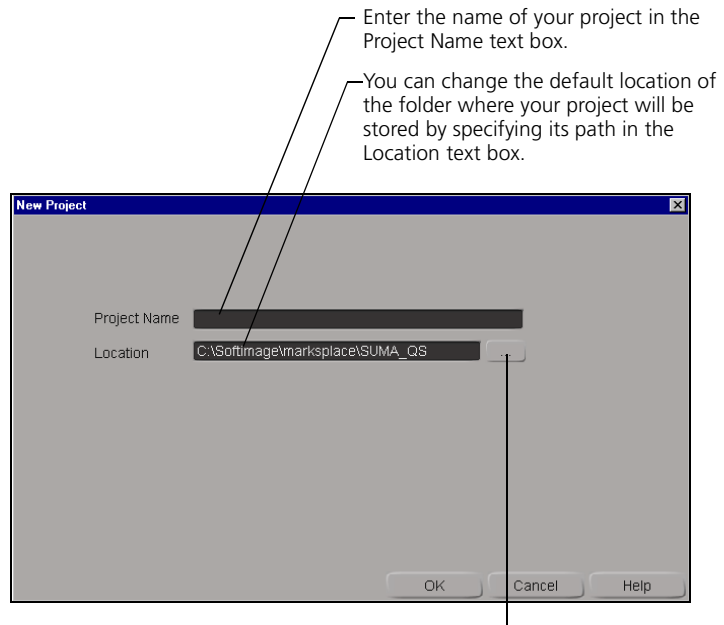 Enter the name of your project in the
Project Name text box.
You can change the default location of
the folder where your project will be
stored by specifying its path in the
Location text box.
New Project
Project Name
Location C:\Softimage\marksplace\SUMA_QS ...
OK Cancel Help